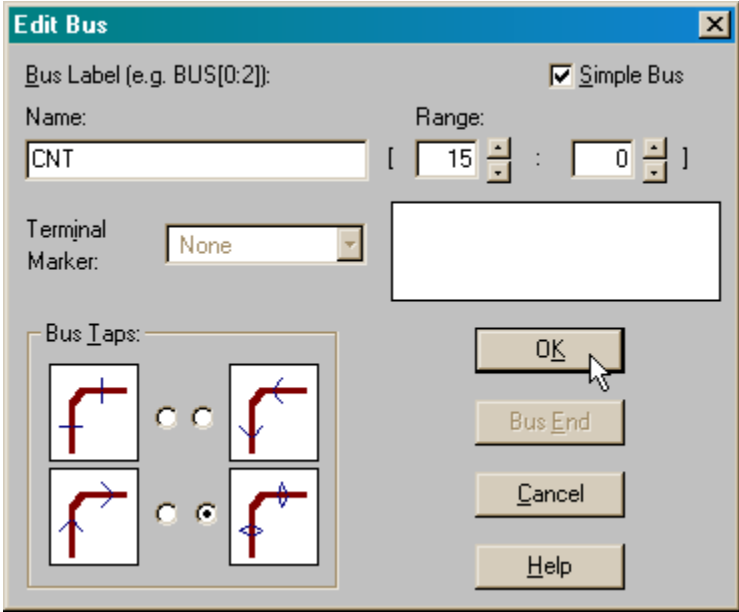 Edit Bus
Bus Label (e.g. BUS[0:2]):
Simple Bus
Name:
Range:
CNT
[ 15 : 0 ]
Terminal
Marker:
None
Bus Taps:
OK
Bus End
Cancel
Help